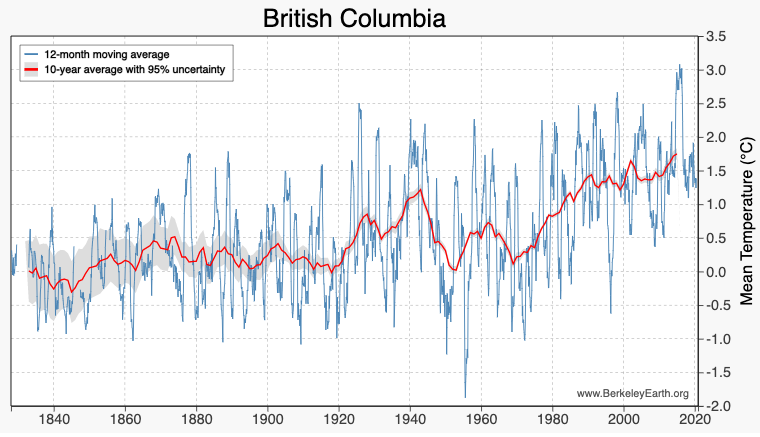 British Columbia
12-month moving average
10-year average with 95% uncertainty
3.5
3.0
2.5
2.0
1.5
1.0
0.5
0.0
-0.5
-1.0
-1.5
-2.0
Mean Temperature (°C)
www.BerkeleyEarth.org
1840 1860 1880 1900 1920 1940 1960 1980 2000 2020